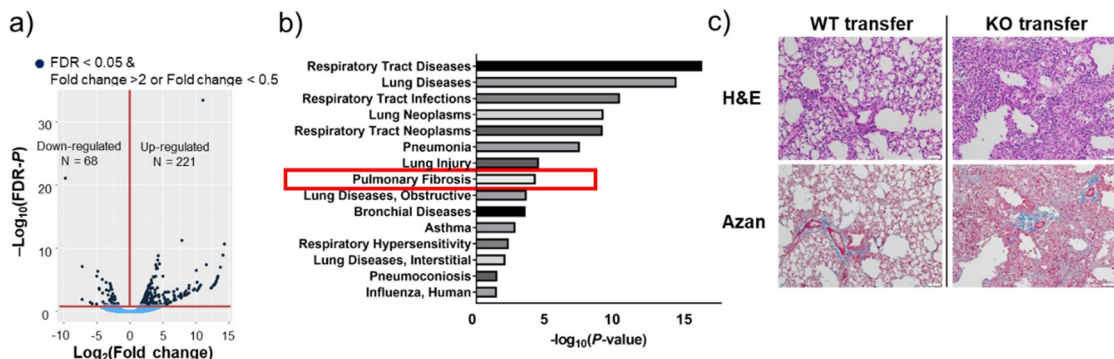 a)
FDR < 0.05 &
Fold change >2 or Fold change < 0.5
Down-regulated
N = 68
Up-regulated
N = 221
30
20
10
0
-10
-5
0
5
10
15
–Log10(FDR-P)
Log2(Fold change)
b)
Respiratory Tract Diseases
Lung Diseases
Respiratory Tract Infections
Lung Neoplasms
Respiratory Tract Neoplasms
Pneumonia
Lung Injury
Pulmonary Fibrosis
Lung Diseases, Obstructive
Bronchial Diseases
Asthma
Respiratory Hypersensitivity
Lung Diseases, Interstitial
Pneumoconiosis
Influenza, Human
0
5
10
15
-log10(P-value)
c)
WT transfer
KO transfer
H&E
Azan